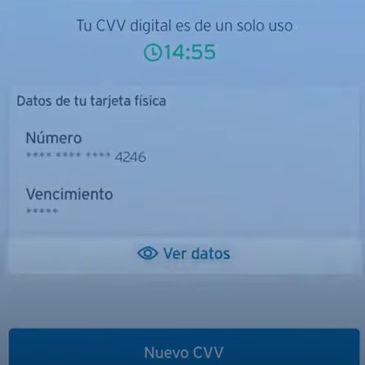 Tu CVV digital es de un solo uso
14:55
Datos de tu tarjeta física
Número
**** **** **** 4246
Vencimiento
*****
Ver datos
Nuevo CVV